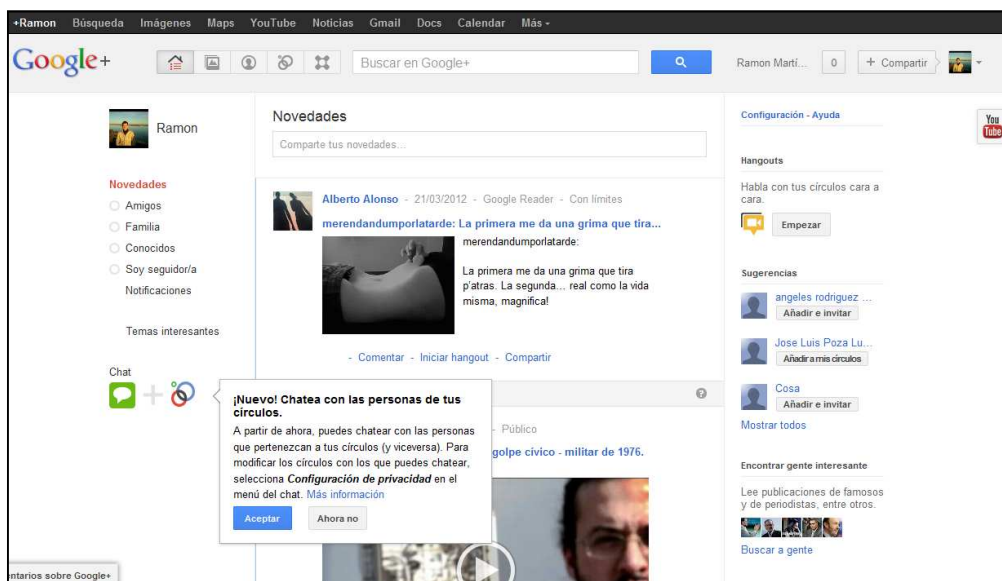 +Ramon Búsqueda Imágenes Maps YouTube Noticias Gmail Docs Calendar Más
Google+
Buscar en Google+
Ramon Martí... 0 + Compartir
Ramon
Novedades
Amigos
Familia
Conocidos
Soy seguidor/a
Notificaciones
Temas interesantes
Chat
¡Nuevo! Chatea con las personas de tus
círculos.
A partir de ahora, puedes chatear con las personas
que pertenezcan a tus círculos (y viceversa). Para
modificar los círculos con los que puedes chatear,
selecciona Configuración de privacidad en el
menú del chat. Más información
Aceptar Ahora no
entarios sobre Google+
Novedades
Comparte tus novedades...
Alberto Alonso - 21/03/2012 - Google Reader - Con límites
merendandumporlatarde: La primera me da una grima que tira...
merendandumporlatarde:
La primera me da una grima que tira
p'atras. La segunda... real como la vida
misma, magnifica!
- Comentar - Iniciar hangout - Compartir
?
- Público
golpe cívico - militar de 1976.
Configuración - Ayuda
You
Tube
Hangouts
Habla con tus círculos cara a
cara.
Empezar
Sugerencias
angeles rodriguez ...
Añadir e invitar
Jose Luis Poza Lu...
Añadir a mis círculos
Cosa
Añadir e invitar
Mostrar todos
Encontrar gente interesante
Lee publicaciones de famosos
y de periodistas, entre otros.
Buscar a gente